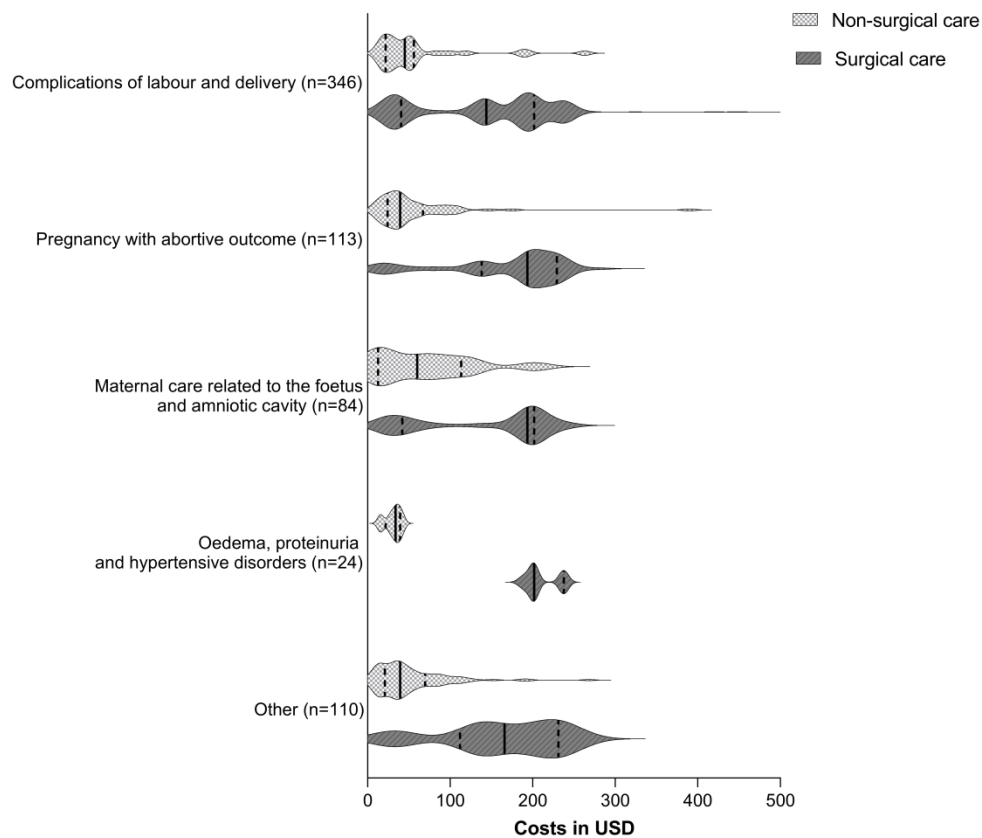 Non-surgical care
Surgical care
Complications of labour and delivery (n=346)
Pregnancy with abortive outcome (n=113)
Maternal care related to the foetus
and amniotic cavity (n=84)
Oedema, proteinuria
and hypertensive disorders (n=24)
Other (n=110)
0 100 200 300 400 500
Costs in USD